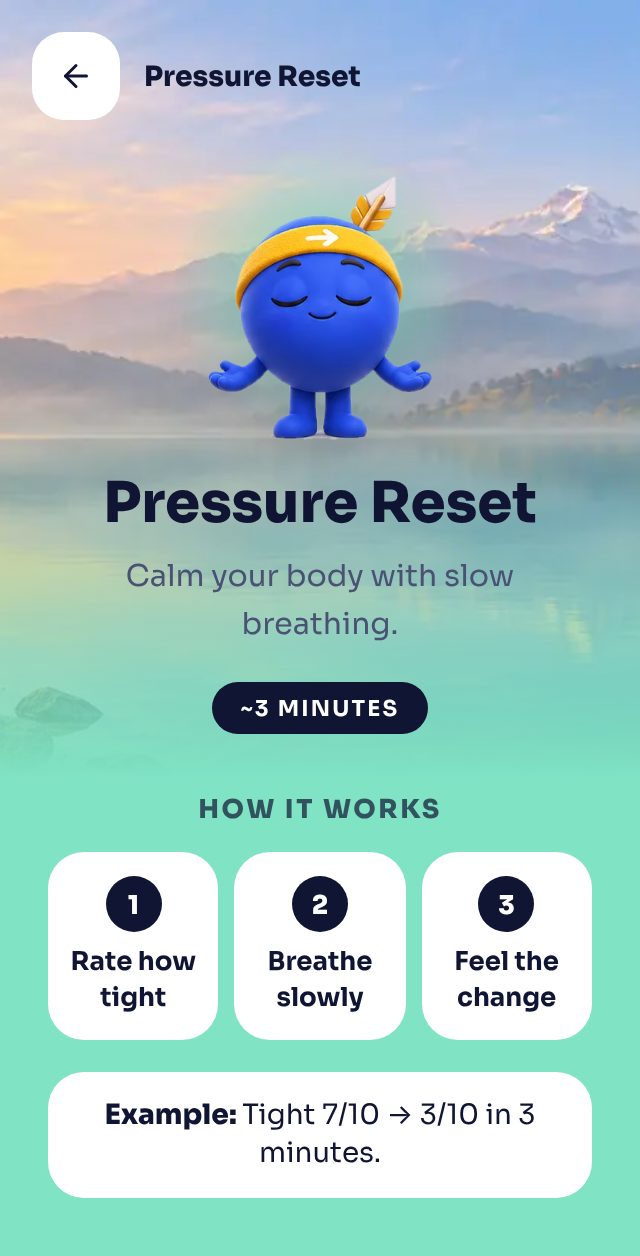 Pressure Reset
Pressure Reset
Calm your body with slow
breathing.
~3 MINUTES
HOW IT WORKS
1
Rate how
tight
2
Breathe
slowly
3
Feel the
change
Example: Tight 7/10 → 3/10 in 3
minutes.